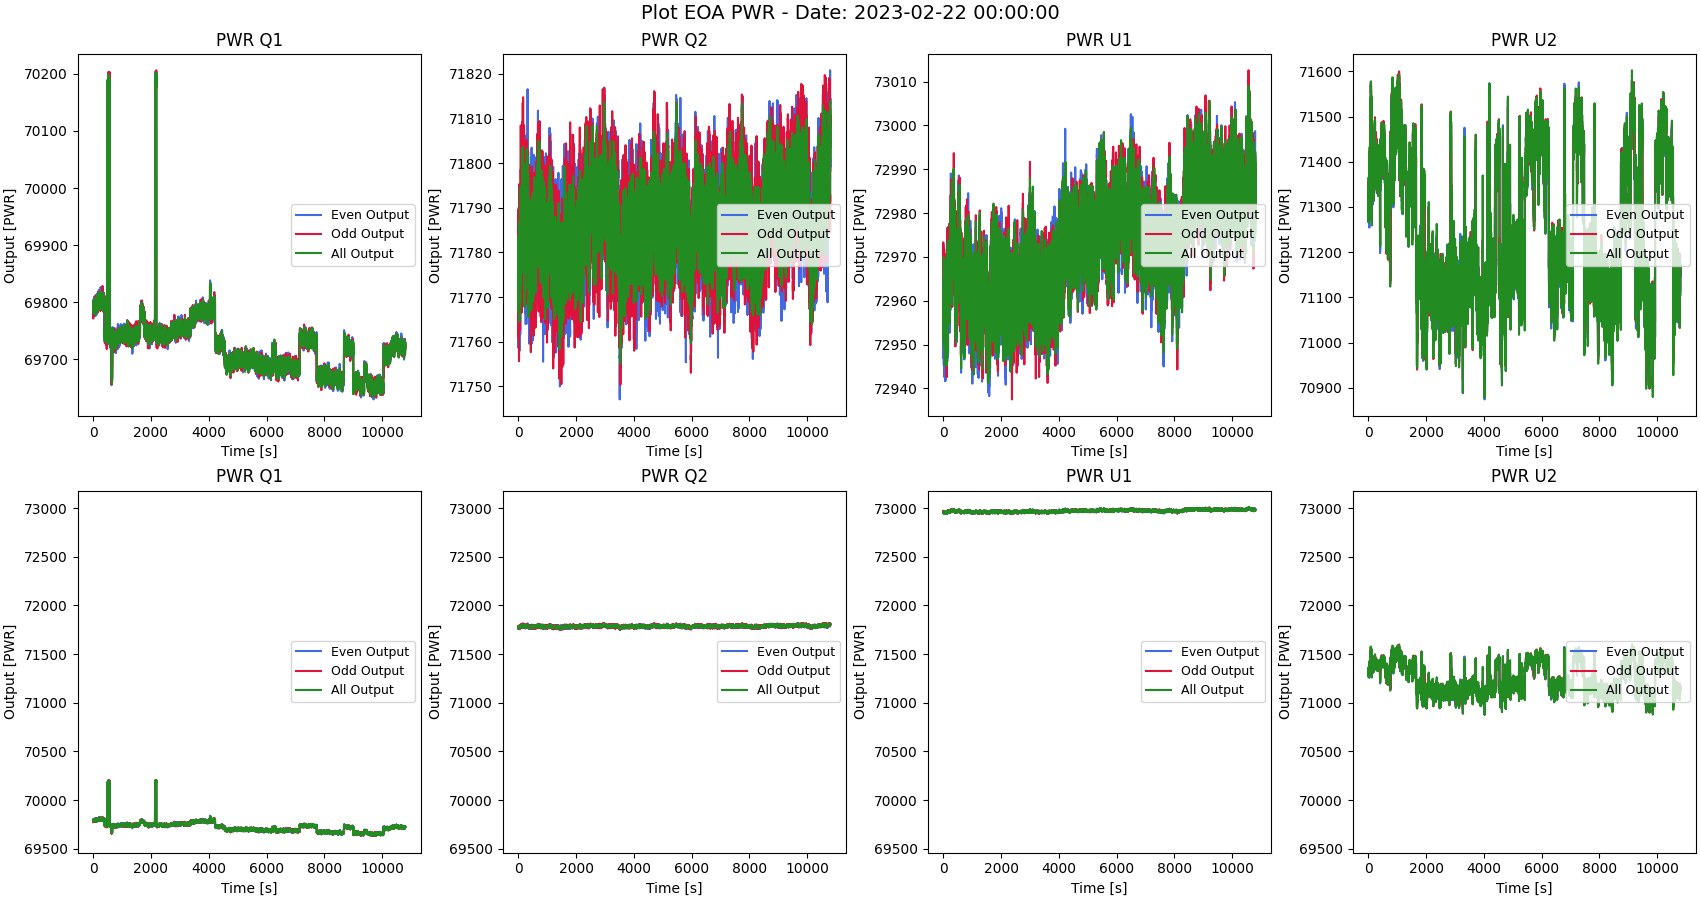 Plot EOA PWR - Date: 2023-02-22 00:00:00
PWR Q1
Output [PWR]
70200
70100
70000
69900
69800
69700
Even Output
Odd Output
All Output
0 2000 4000 6000 8000 10000
Time [s]
PWR Q2
Output [PWR]
71820
71810
71800
71790
71780
71770
71760
71750
Even Output
Odd Output
All Output
0 2000 4000 6000 8000 10000
Time [s]
PWR U1
Output [PWR]
73010
73000
72990
72980
72970
72960
72950
72940
Even Output
Odd Output
All Output
0 2000 4000 6000 8000 10000
Time [s]
PWR U2
Output [PWR]
71600
71500
71400
71300
71200
71100
71000
70900
Even Output
Odd Output
All Output
0 2000 4000 6000 8000 10000
Time [s]
PWR Q1
Output [PWR]
73000
72500
72000
71500
71000
70500
70000
69500
Even Output
Odd Output
All Output
0 2000 4000 6000 8000 10000
Time [s]
PWR Q2
Output [PWR]
73000
72500
72000
71500
71000
70500
70000
69500
Even Output
Odd Output
All Output
0 2000 4000 6000 8000 10000
Time [s]
PWR U1
Output [PWR]
73000
72500
72000
71500
71000
70500
70000
69500
Even Output
Odd Output
All Output
0 2000 4000 6000 8000 10000
Time [s]
PWR U2
Output [PWR]
73000
72500
72000
71500
71000
70500
70000
69500
Even Output
Odd Output
All Output
0 2000 4000 6000 8000 10000
Time [s]